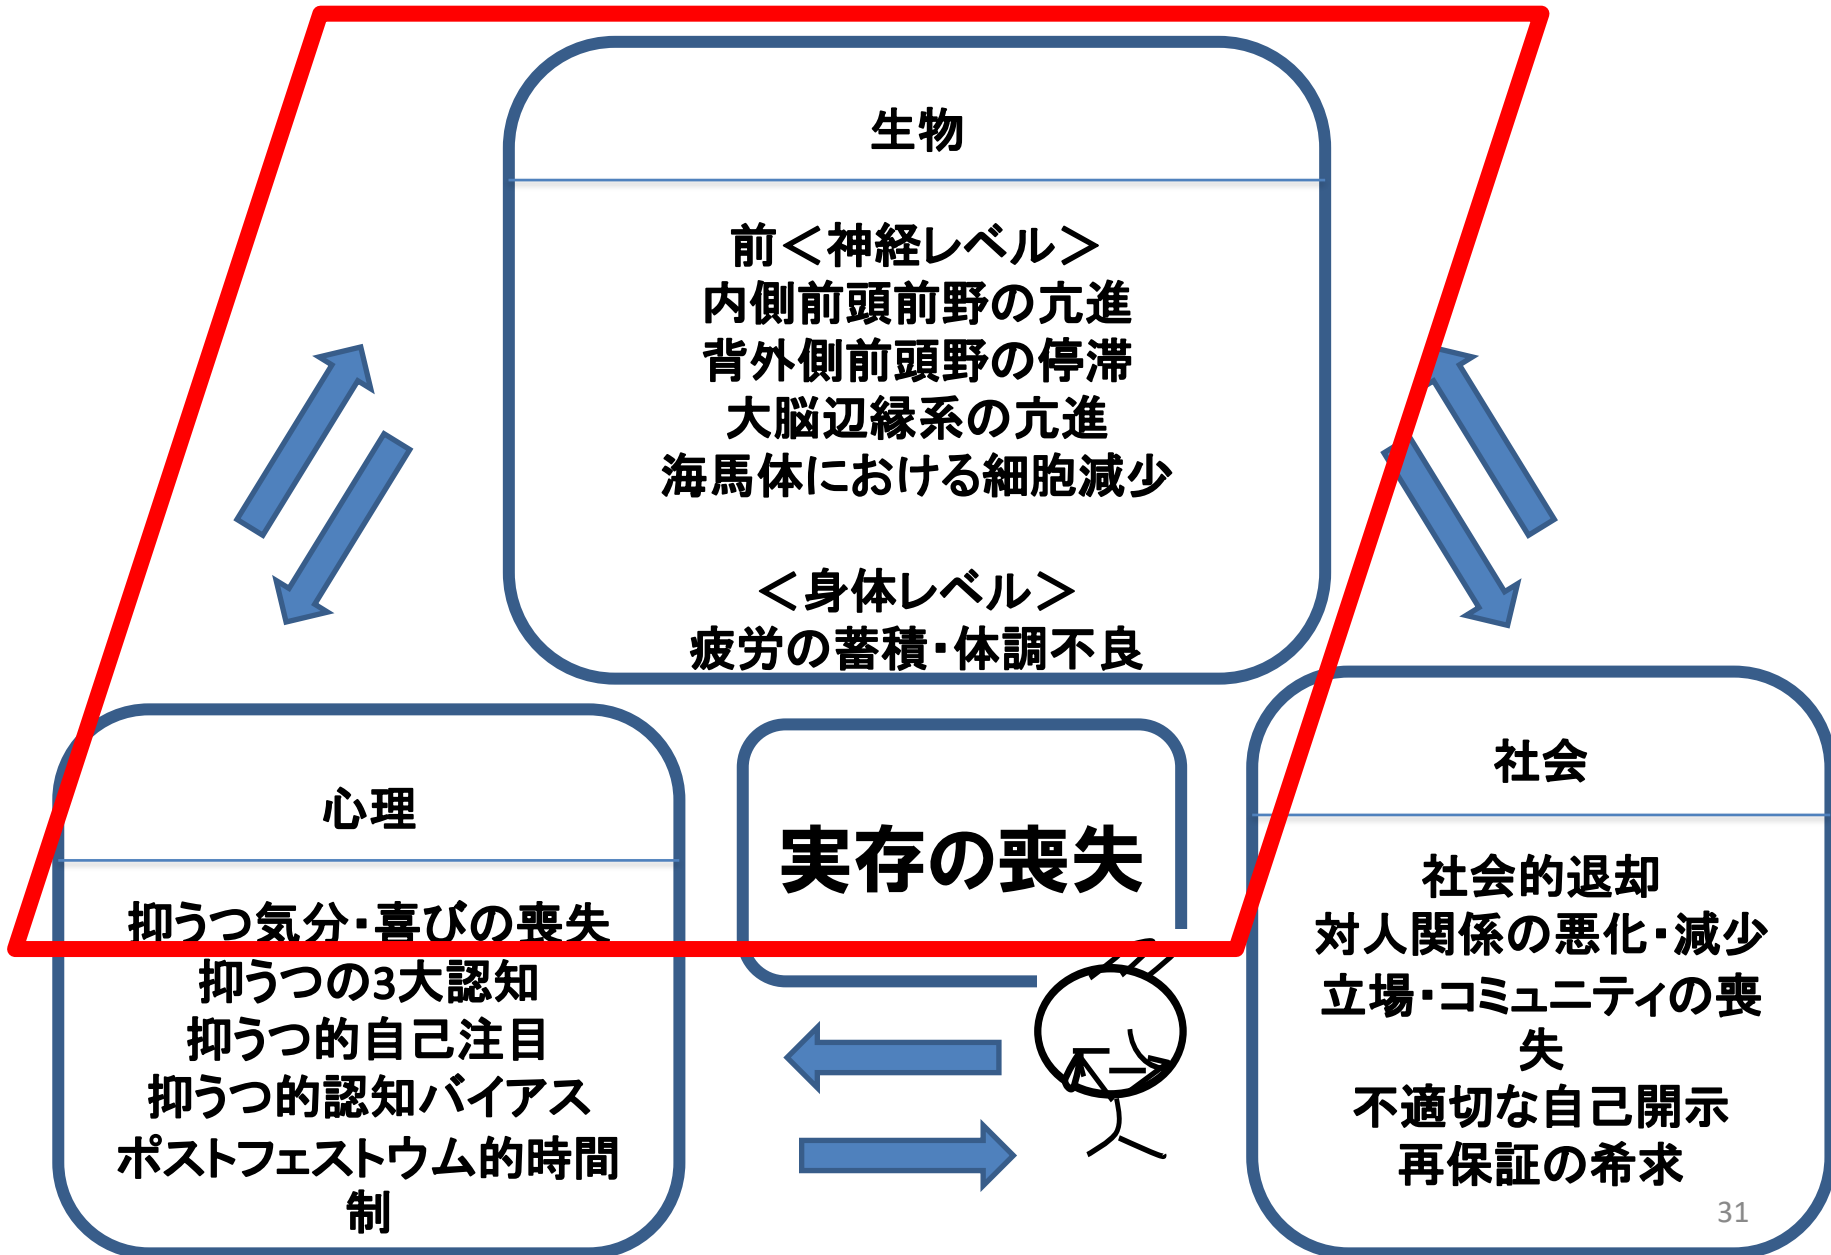 生物
前＜神経レベル＞
内側前頭前野の亢進
背外側前頭野の停滞
大脳辺縁系の亢進
海馬体における細胞減少
＜身体レベル＞
疲労の蓄積・体調不良
心理
抑うつ気分・喜びの喪失
抑うつの3大認知
抑うつ的自己注目
抑うつ的認知バイアス
ポストフェストウム的時間
制
実存の喪失
社会
社会的退却
対人関係の悪化・減少
立場・コミュニティの喪
失
不適切な自己開示
再保証の希求
31